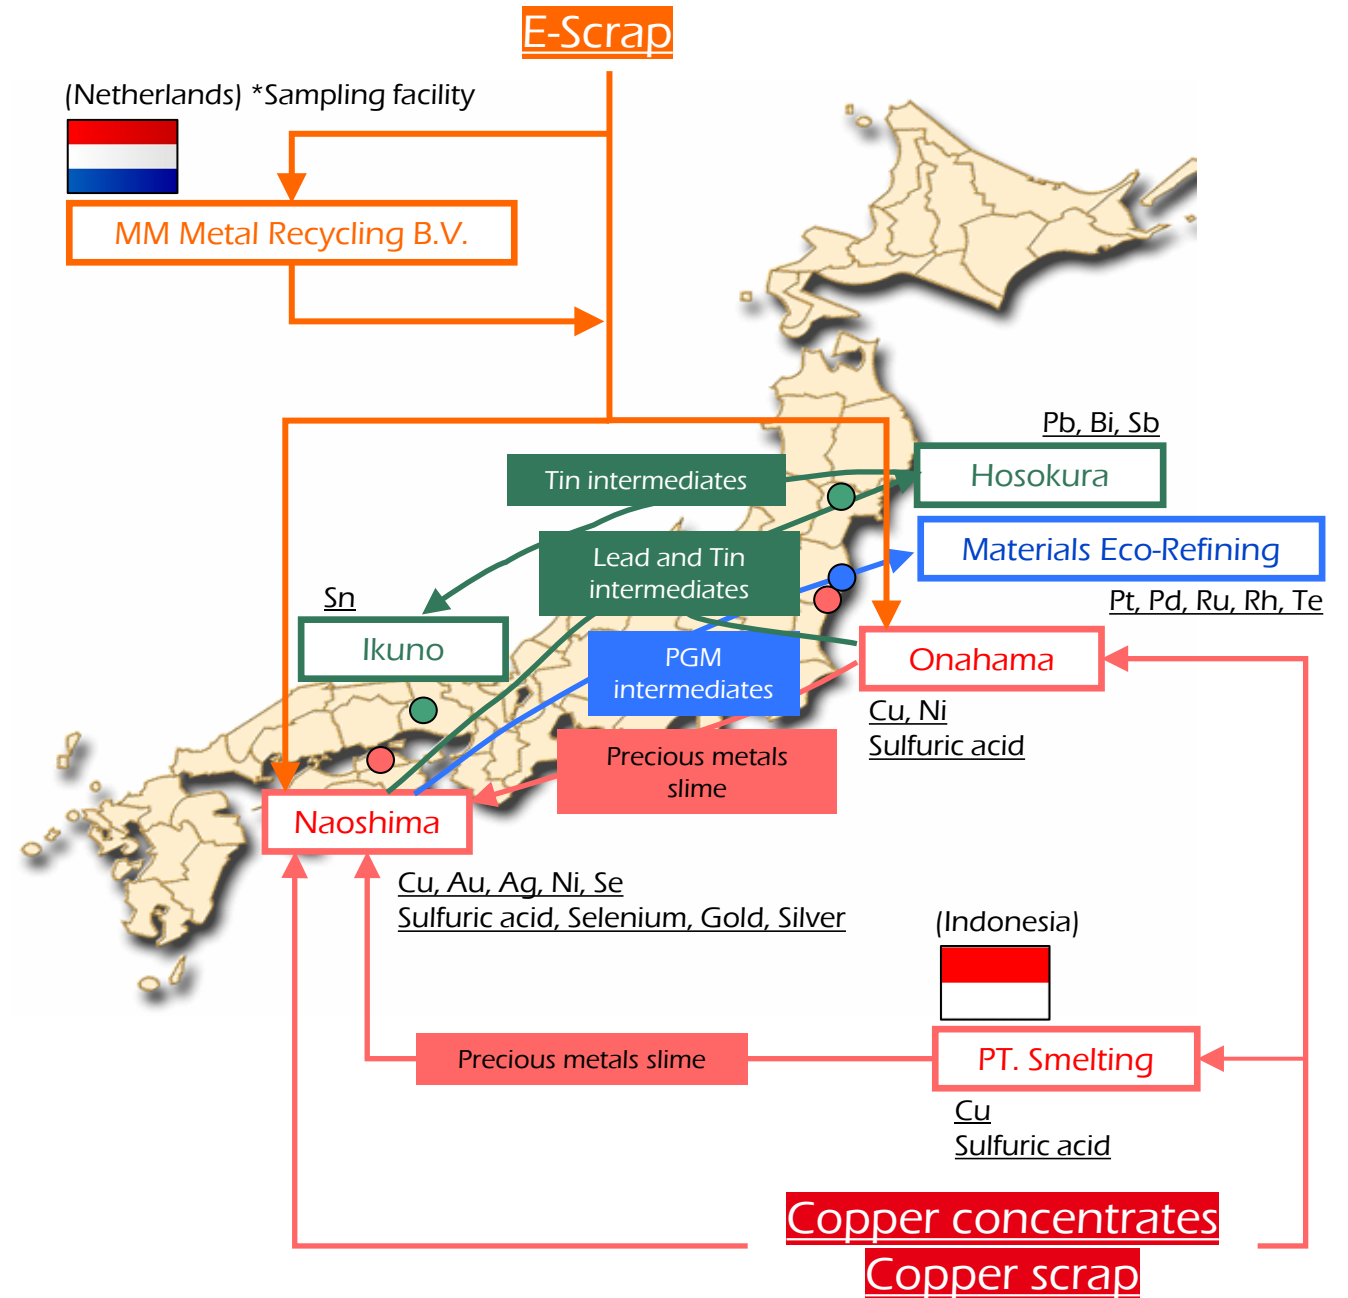 E-Scrap
(Netherlands) *Sampling facility
MM Metal Recycling B.V.
Pb, Bi, Sb
Hosokura
Tin intermediates
Materials Eco-Refining
Lead and Tin
intermediates
Pt, Pd, Ru, Rh, Te
Sn
Ikuno
PGM
intermediates
Onahama
Cu, Ni
Sulfuric acid
Precious metals
slime
Naoshima
Cu, Au, Ag, Ni, Se
Sulfuric acid, Selenium, Gold, Silver
(Indonesia)
Precious metals slime
PT. Smelting
Cu
Sulfuric acid
Copper concentrates
Copper scrap